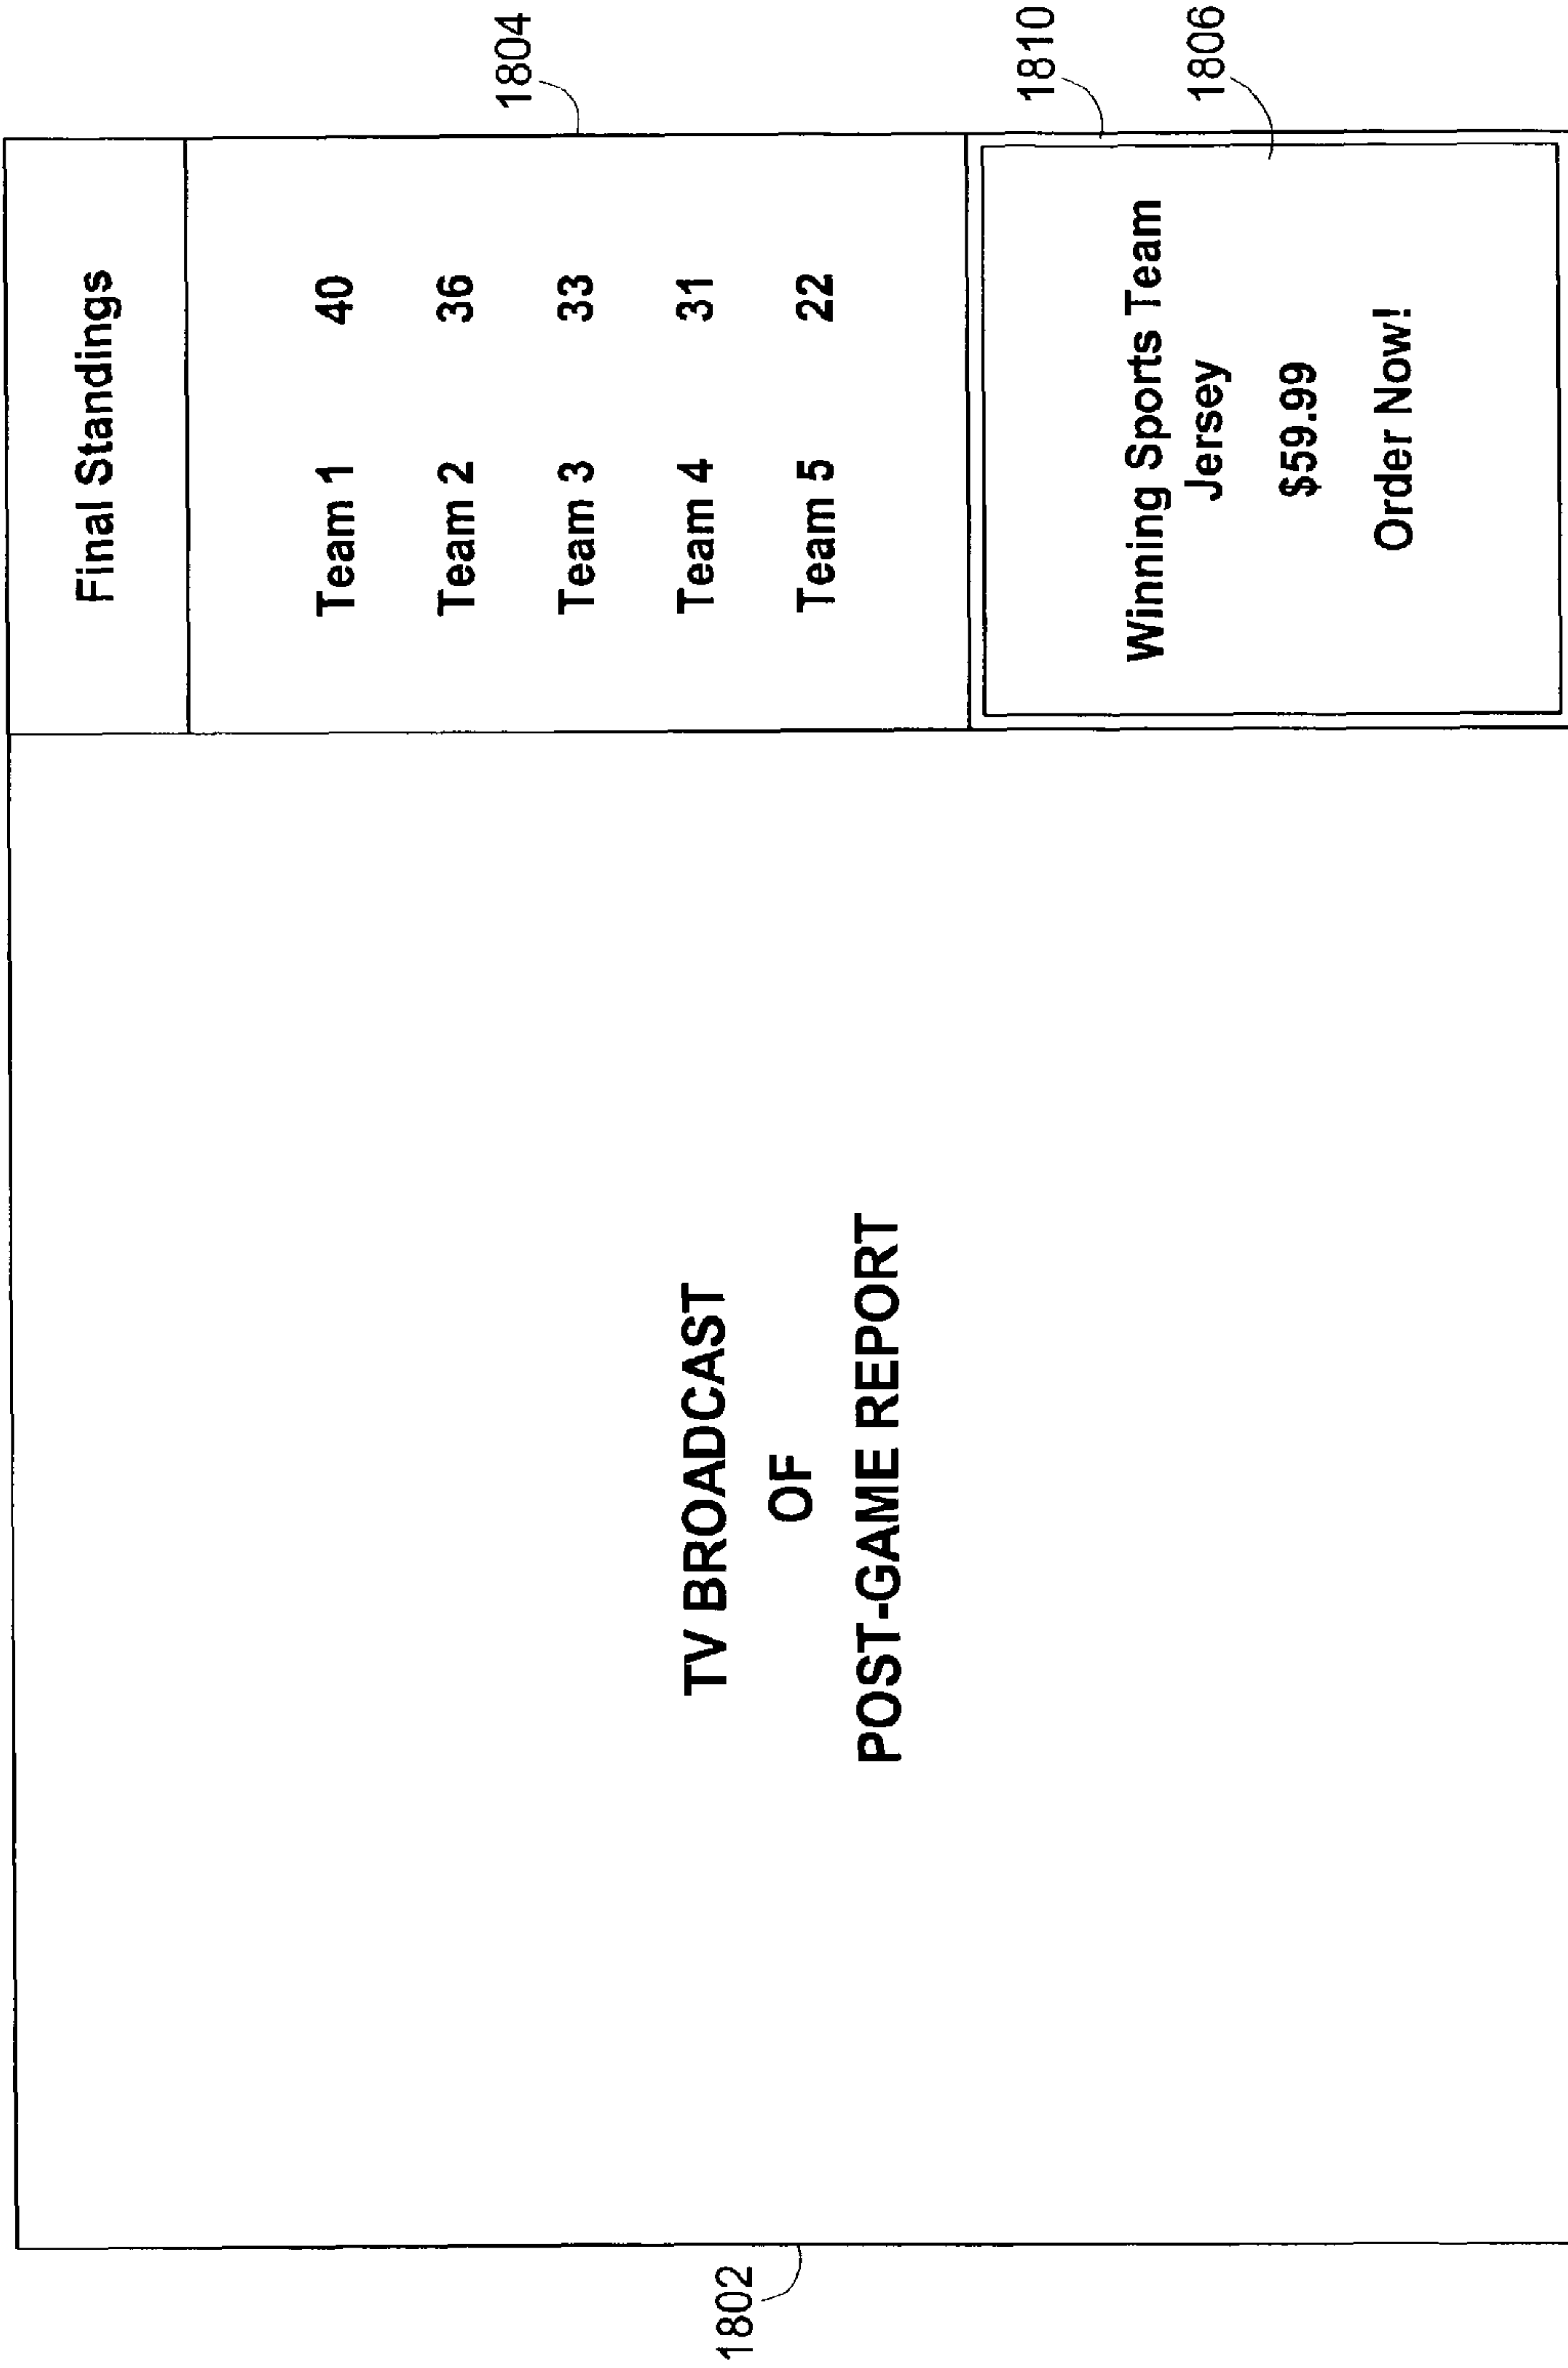 Final Standings
Team 1 40
Team 2 36
Team 3 33
Team 4 31
Team 5 22
1804
TV BROADCAST
OF
POST-GAME REPORT
1802
Winning Sports Team
Jersey
$59.99
Order Now!
1810
1806